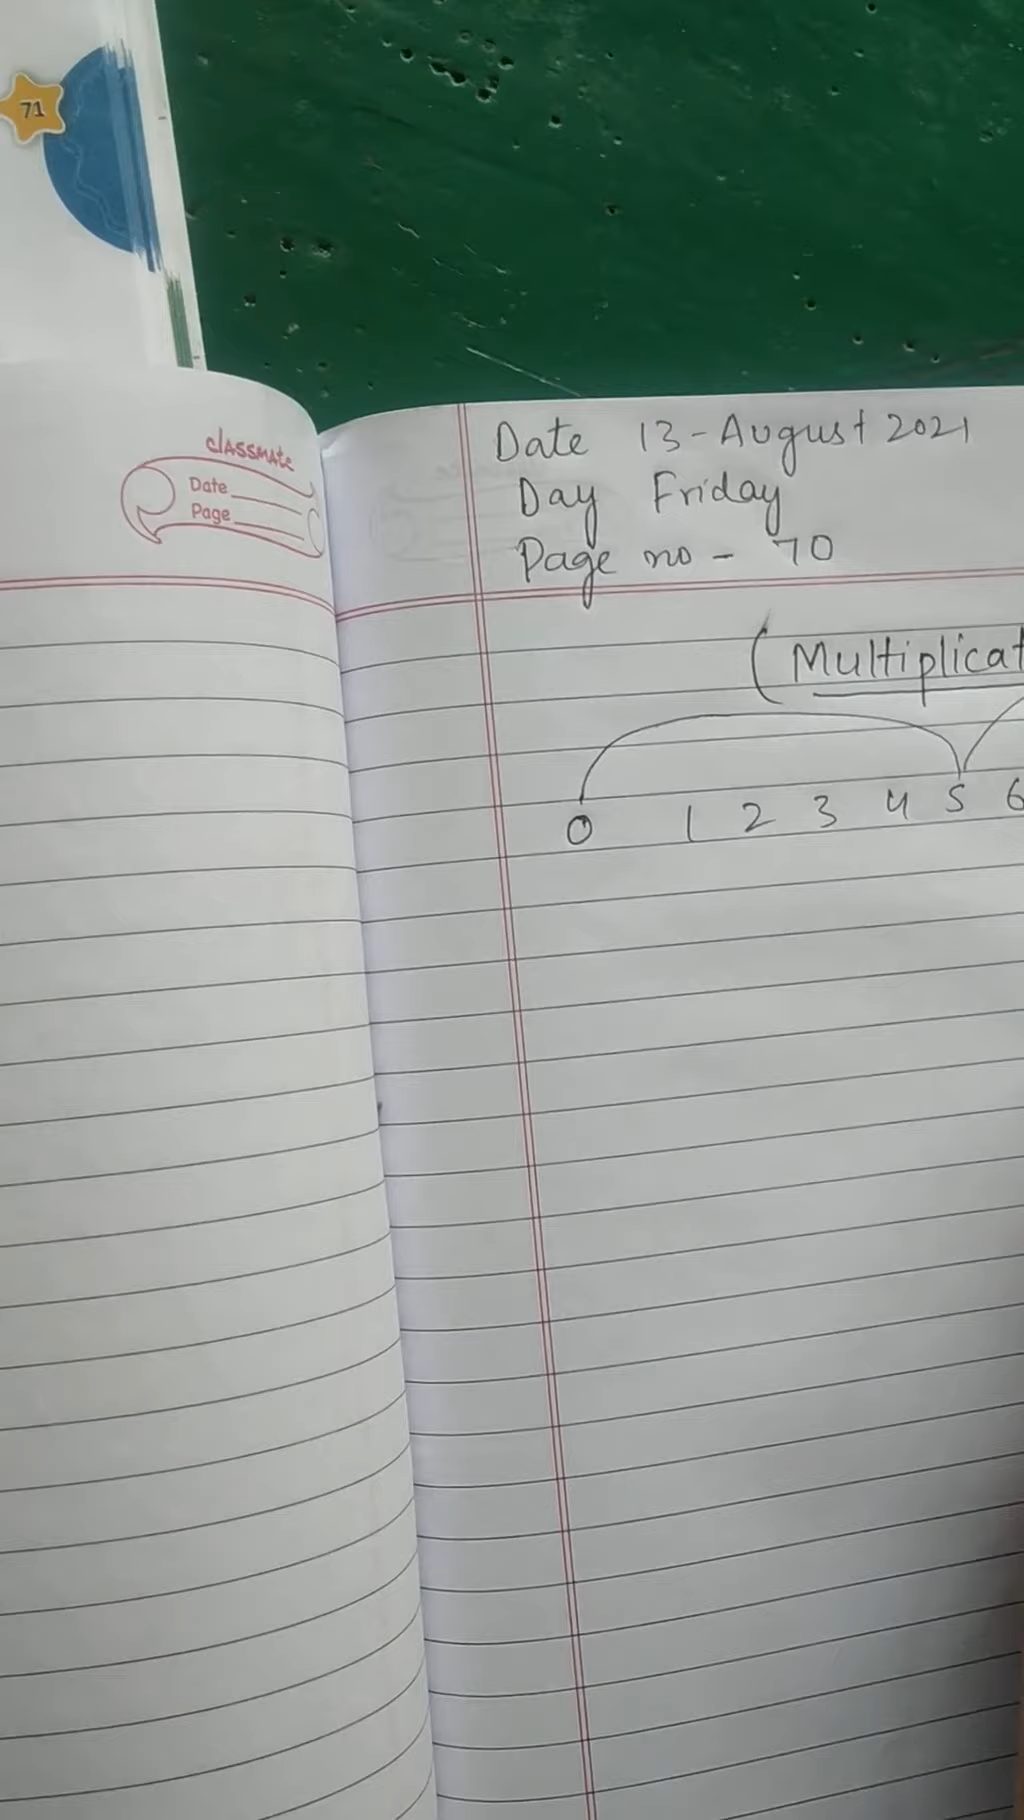 71
classmate
Date
Page
Date 13-August 2021
Day Friday
Page no - 70
(Multiplicat
0 1 2 3 4 5 6